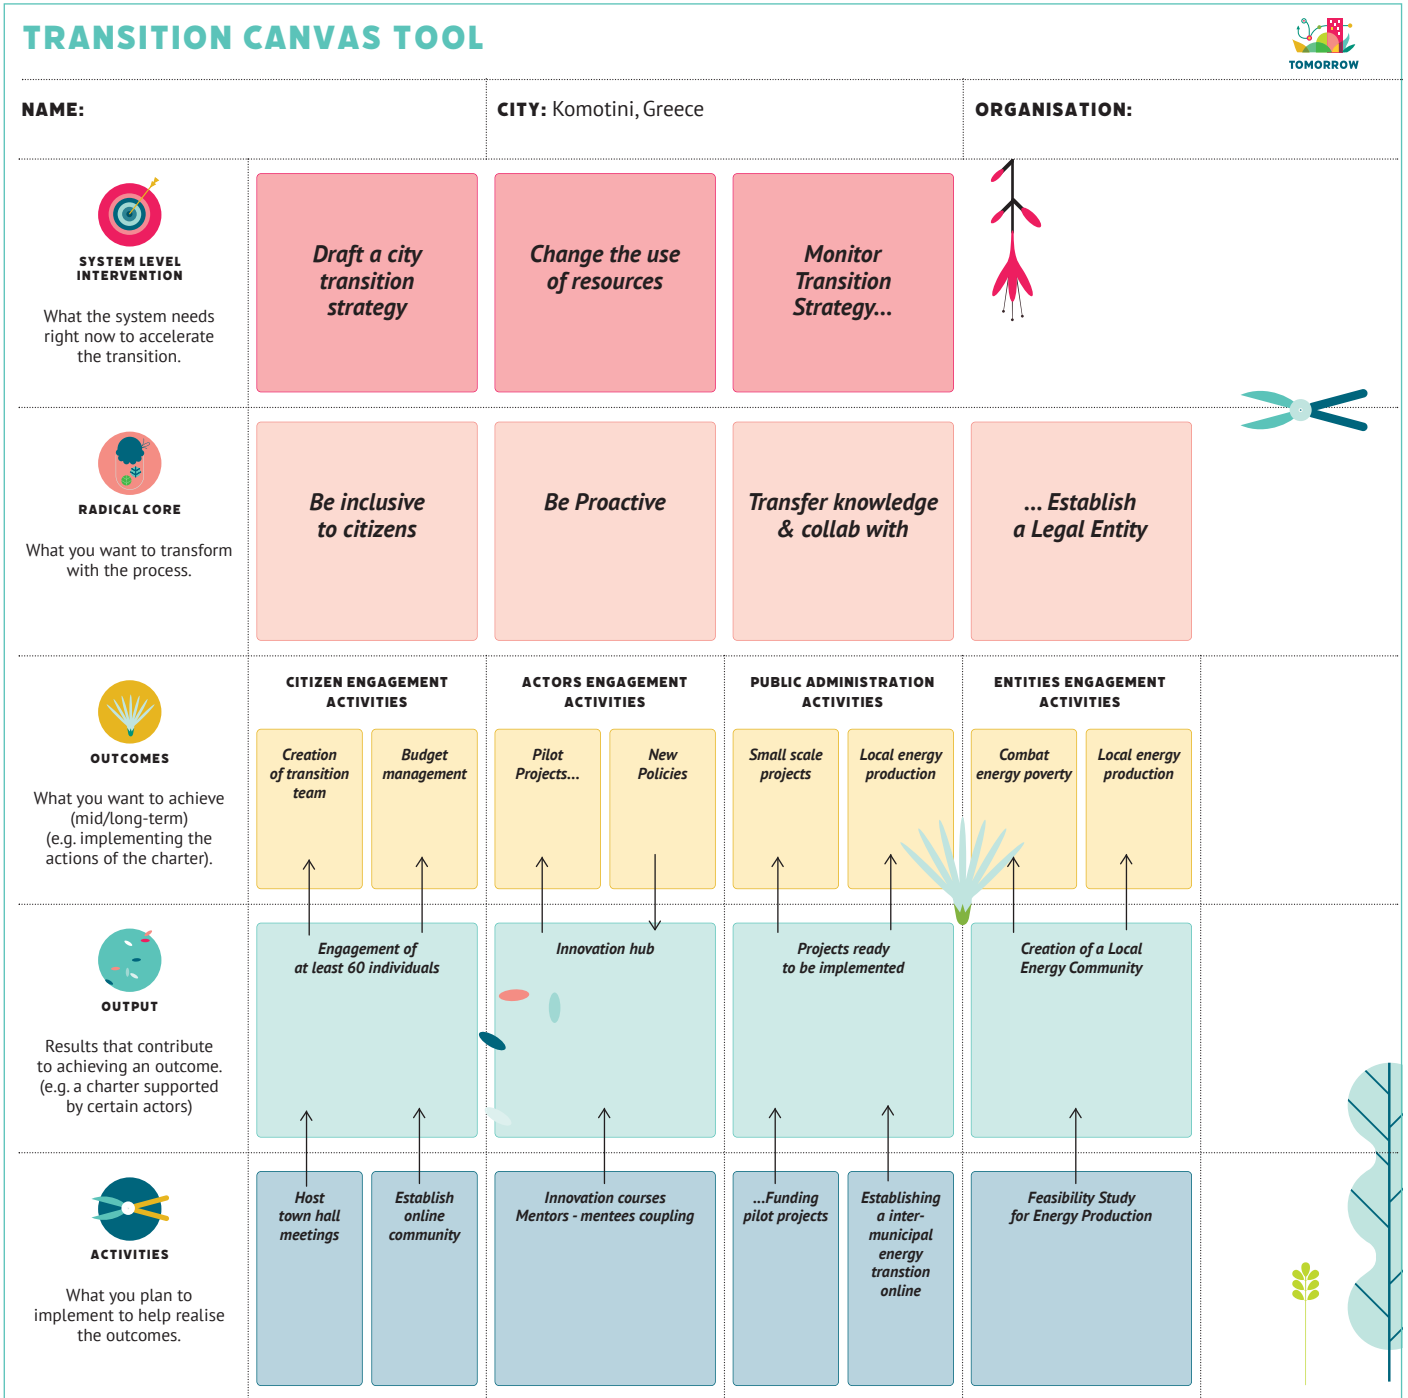 TRANSITION CANVAS TOOL
TOMORROW
NAME:
CITY: Komotini, Greece
ORGANISATION:
SYSTEM LEVEL
INTERVENTION
What the system needs
right now to accelerate
the transition.
Draft a city
transition
strategy
Change the use
of resources
Monitor
Transition
Strategy...
RADICAL CORE
What you want to transform
with the process.
Be inclusive
to citizens
Be Proactive
Transfer knowledge
& collab with
... Establish
a Legal Entity
OUTCOMES
What you want to achieve
(mid/long-term)
(e.g. implementing the
actions of the charter).
CITIZEN ENGAGEMENT
ACTIVITIES
Creation
of transition
team
Budget
management
ACTORS ENGAGEMENT
ACTIVITIES
Pilot
Projects...
New
Policies
PUBLIC ADMINISTRATION
ACTIVITIES
Small scale
projects
Local energy
production
ENTITIES ENGAGEMENT
ACTIVITIES
Combat
energy poverty
Local energy
production
OUTPUT
Results that contribute
to achieving an outcome.
(e.g. a charter supported
by certain actors)
Engagement of
at least 60 individuals
Innovation hub
Projects ready
to be implemented
Creation of a Local
Energy Community
ACTIVITIES
What you plan to
implement to help realise
the outcomes.
Host
town hall
meetings
Establish
online
community
Innovation courses
Mentors - mentees coupling
...Funding
pilot projects
Establishing
a inter-
municipal
energy
transtion
online
Feasibility Study
for Energy Production